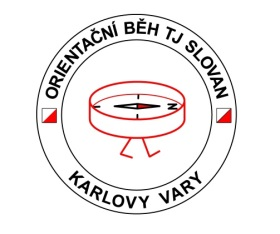 ORIENTAČNÍ BĚH TJ SLOVAN
N
KARLOVY VARY